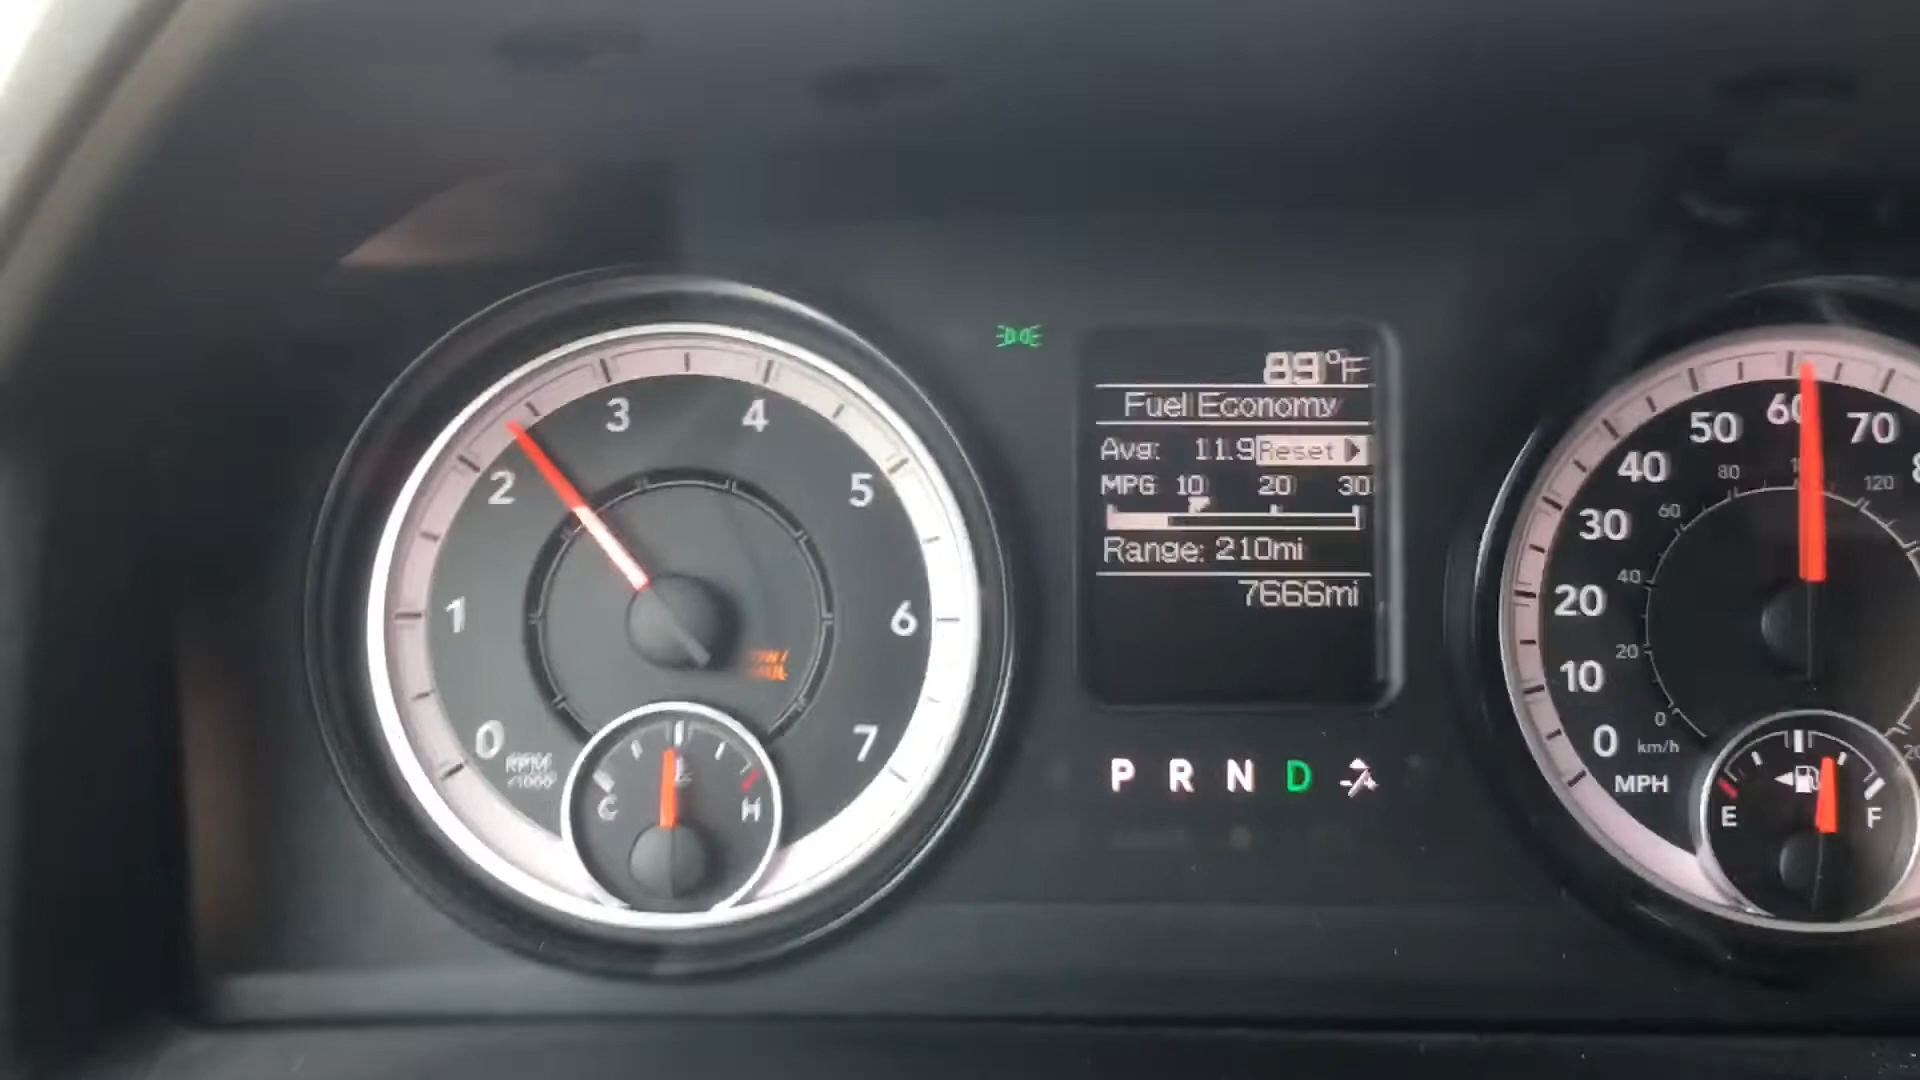 89°F
Fuel Economy
Avg: 11.9 Reset
MPG 10 20 30
Range: 210mi
7666mi
P R N D
0 1 2 3 4 5 6 7
RPM
x1000
C H
TOW/
HAUL
0 10 20 30 40 50 60 70
MPH
0 20 40 60 80 120
km/h
E F